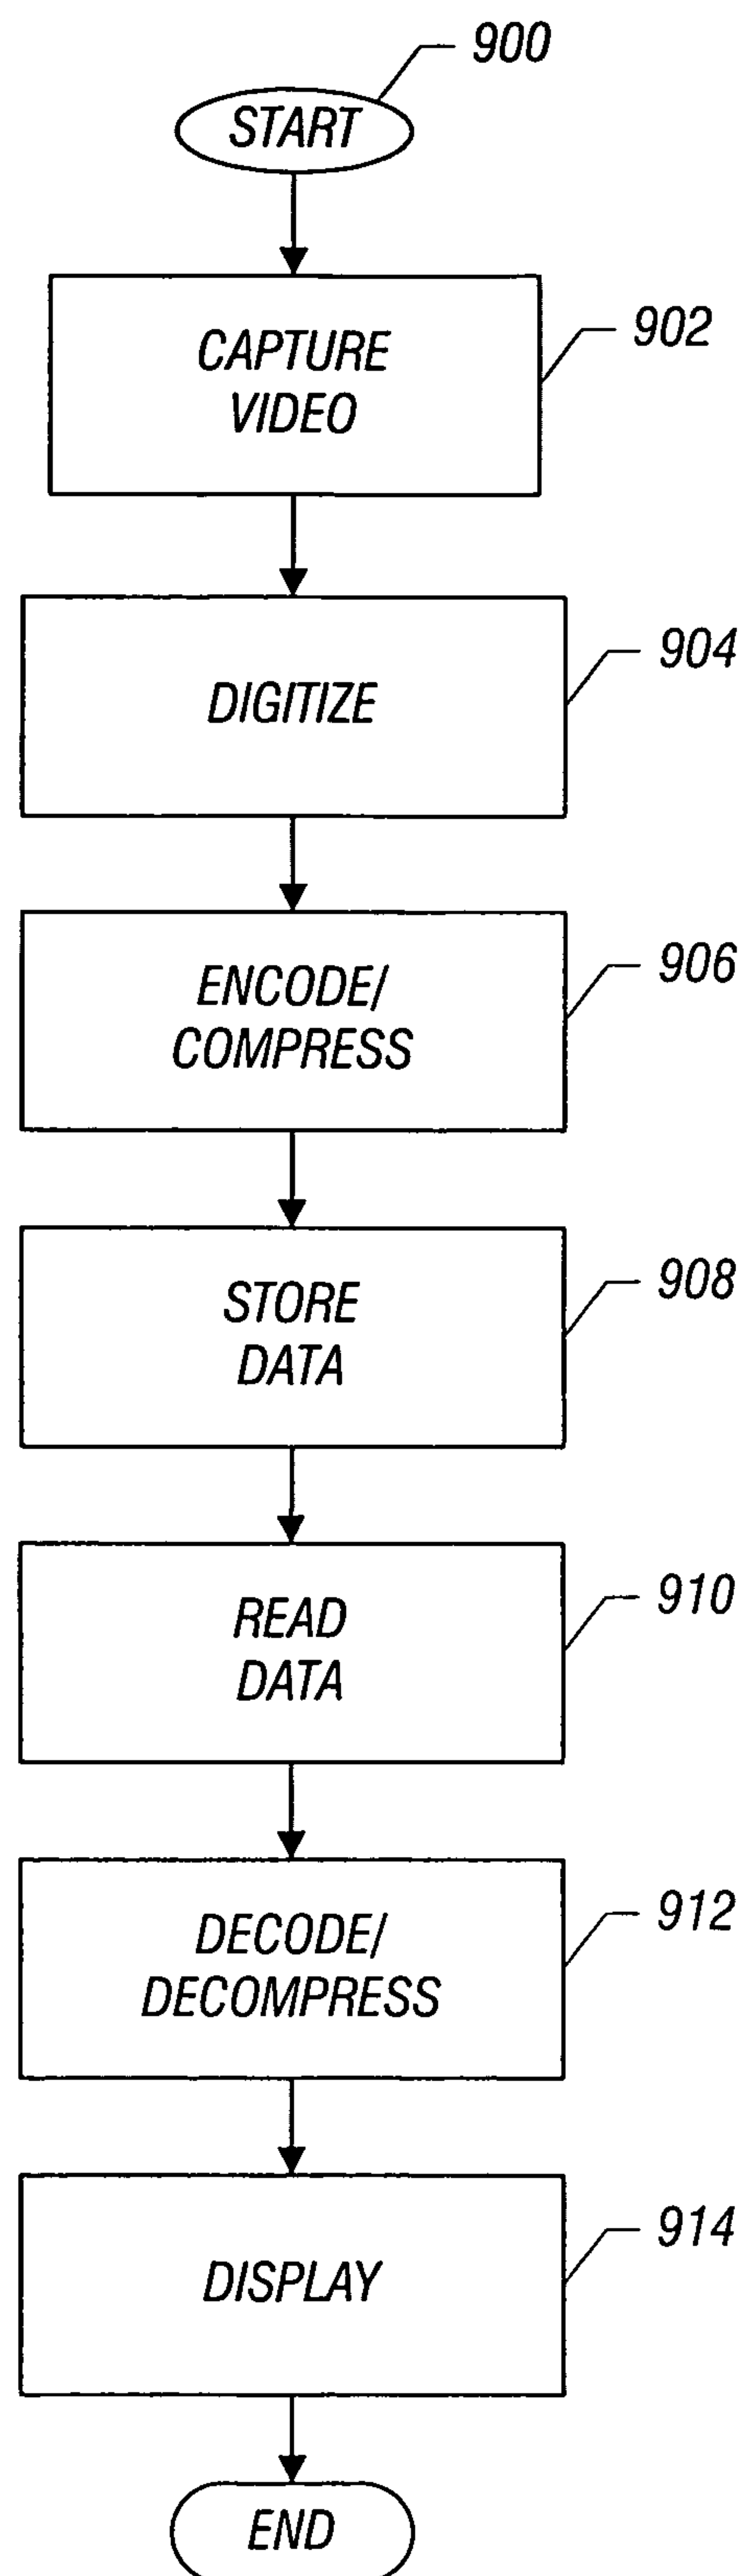 900
START
CAPTURE
VIDEO
902
DIGITIZE
904
ENCODE/
COMPRESS
906
STORE
DATA
908
READ
DATA
910
DECODE/
DECOMPRESS
912
DISPLAY
914
END